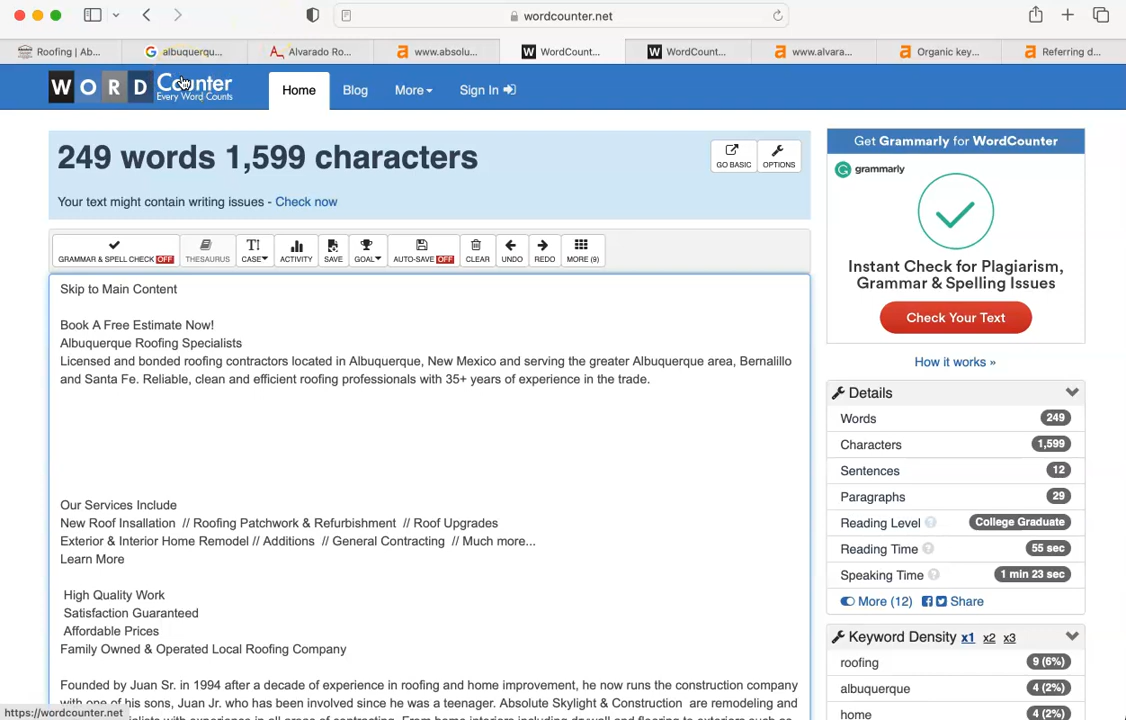 wordcounter.net
Roofing | Ab...
albuquerqu...
Alvarado Ro...
www.absolu...
WordCount...
WordCount...
www.alvara...
Organic key...
Referring d...
WORD Counter
Every Word Counts
Home
Blog
More
Sign In
249 words 1,599 characters
GO BASIC
OPTIONS
Your text might contain writing issues - Check now
GRAMMAR & SPELL CHECK OFF
THESAURUS
CASE
ACTIVITY
SAVE
GOAL
AUTO-SAVE OFF
CLEAR
UNDO
REDO
MORE (9)
Skip to Main Content
Book A Free Estimate Now!
Albuquerque Roofing Specialists
Licensed and bonded roofing contractors located in Albuquerque, New Mexico and serving the greater Albuquerque area, Bernalillo
and Santa Fe. Reliable, clean and efficient roofing professionals with 35+ years of experience in the trade.
Our Services Include
New Roof Insallation // Roofing Patchwork & Refurbishment // Roof Upgrades
Exterior & Interior Home Remodel // Additions // General Contracting // Much more...
Learn More
High Quality Work
Satisfaction Guaranteed
Affordable Prices
Family Owned & Operated Local Roofing Company
Founded by Juan Sr. in 1994 after a decade of experience in roofing and home improvement, he now runs the construction company
with one of his sons, Juan Jr. who has been involved since he was a teenager. Absolute Skylight & Construction are remodeling and
https://wordcounter.net
Get Grammarly for WordCounter
grammarly
Instant Check for Plagiarism,
Grammar & Spelling Issues
Check Your Text
How it works »
Details
Words 249
Characters 1,599
Sentences 12
Paragraphs 29
Reading Level College Graduate
Reading Time 55 sec
Speaking Time 1 min 23 sec
More (12) Share
Keyword Density x1 x2 x3
roofing 9 (6%)
albuquerque 4 (2%)
home 4 (2%)